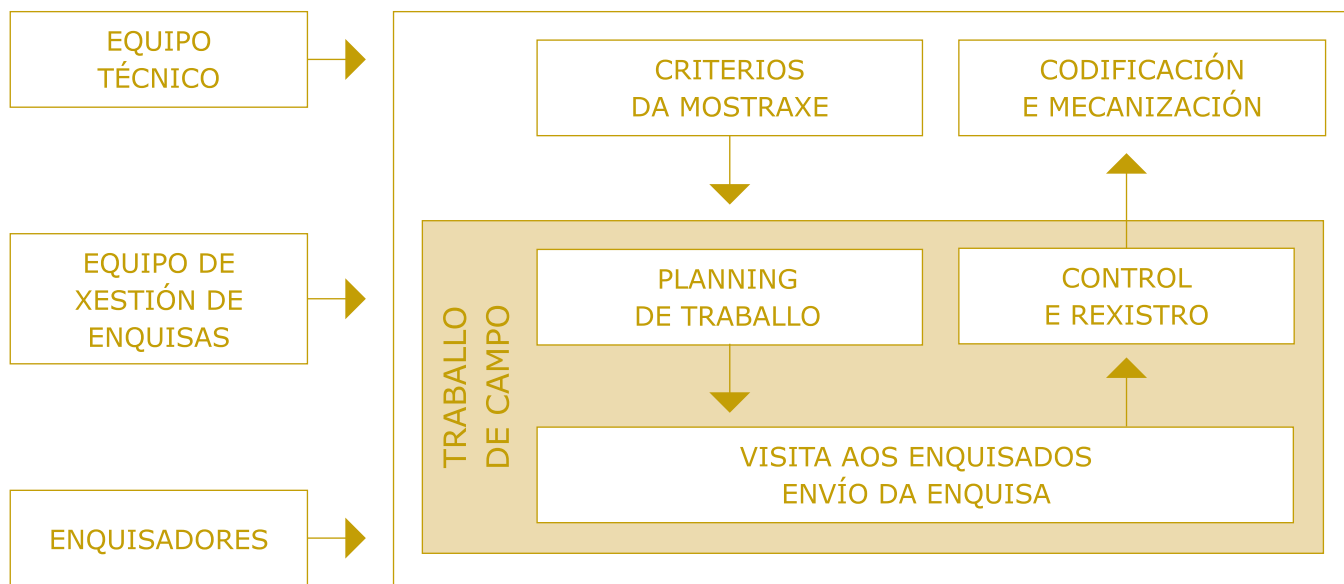 EQUIPO
TÉCNICO
CRITERIOS
DA MOSTRAXE
CODIFICACIÓN
E MECANIZACIÓN
EQUIPO DE
XESTIÓN DE
ENQUISAS
TRABALLO
DE CAMPO
PLANNING
DE TRABALLO
CONTROL
E REXISTRO
ENQUISADORES
VISITA AOS ENQUISADOS
ENVÍO DA ENQUISA